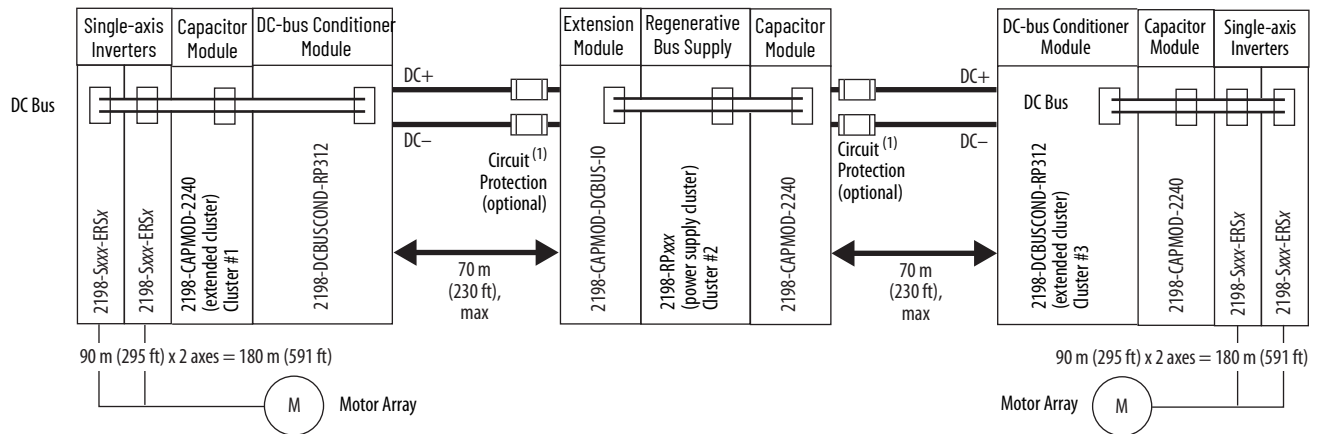 Single-axis
Inverters
Capacitor
Module
DC-bus Conditioner
Module
Extension
Module
Regenerative
Bus Supply
Capacitor
Module
DC-bus Conditioner
Module
Capacitor
Module
Single-axis
Inverters
DC Bus
DC+
DC–
DC+
DC–
DC Bus
Circuit (1)
Protection
(optional)
Circuit (1)
Protection
(optional)
2198-Sxxx-ERSx
2198-Sxxx-ERSx
2198-CAPMOD-2240
(extended cluster)
Cluster #1
2198-DCBUSCOND-RP312
70 m
(230 ft),
max
2198-CAPMOD-DCBUS-IO
2198-RPxxx
(power supply cluster)
Cluster #2
2198-CAPMOD-2240
70 m
(230 ft),
max
2198-DCBUSCOND-RP312
(extended cluster)
Cluster #3
2198-CAPMOD-2240
2198-Sxxx-ERSx
2198-Sxxx-ERSx
90 m (295 ft) x 2 axes = 180 m (591 ft)
90 m (295 ft) x 2 axes = 180 m (591 ft)
M
Motor Array
Motor Array
M